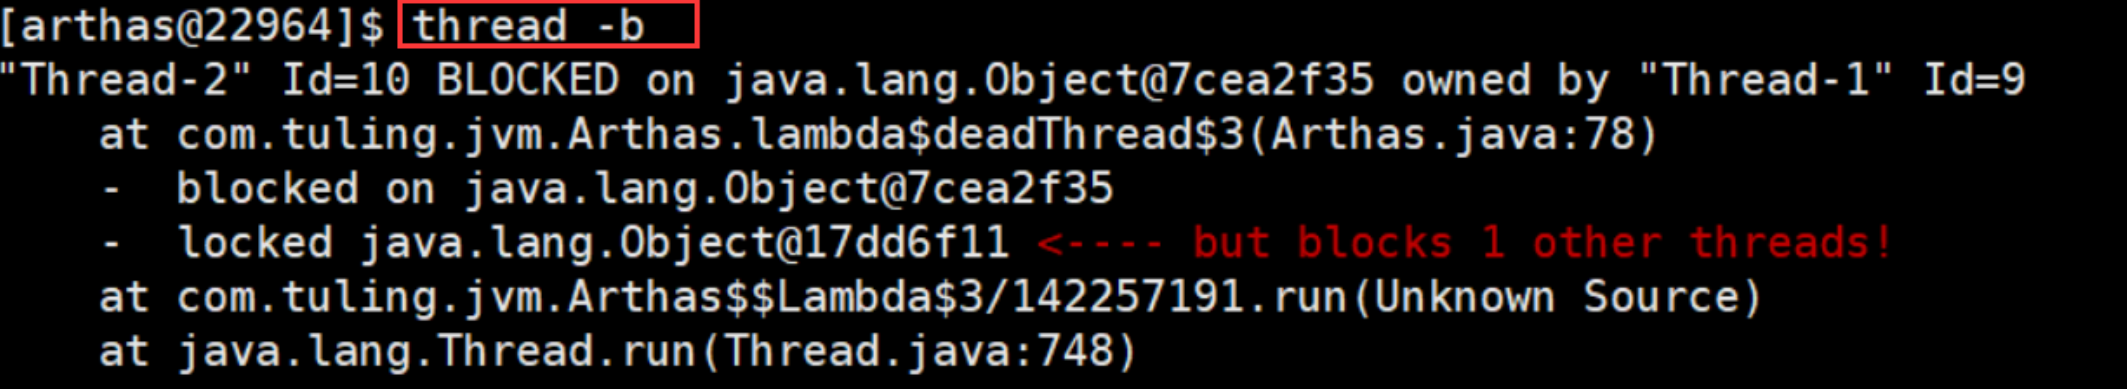 [arthas@22964]$ thread -b
"Thread-2" Id=10 BLOCKED on java.lang.Object@7cea2f35 owned by "Thread-1" Id=9
    at com.tuling.jvm.Arthas.lambda$deadThread$3(Arthas.java:78)
    -  blocked on java.lang.Object@7cea2f35
    -  locked java.lang.Object@17dd6f11 <---- but blocks 1 other threads!
    at com.tuling.jvm.Arthas$$Lambda$3/142257191.run(Unknown Source)
    at java.lang.Thread.run(Thread.java:748)